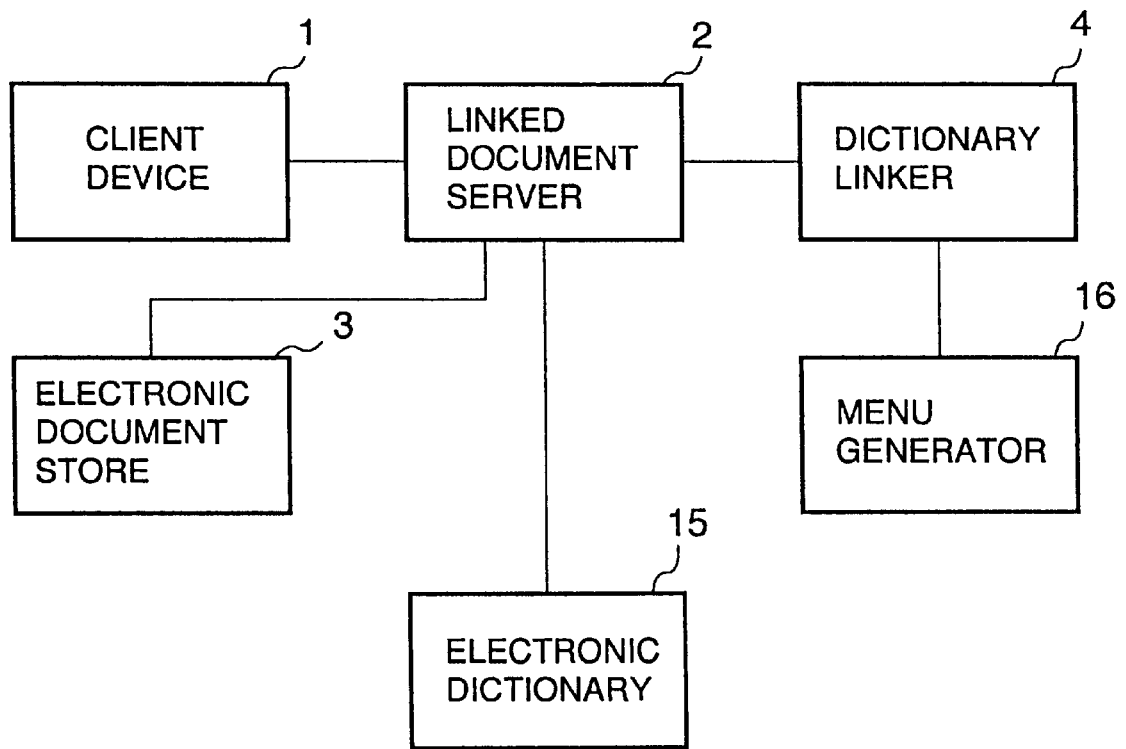 1
CLIENT
DEVICE
2
LINKED
DOCUMENT
SERVER
4
DICTIONARY
LINKER
3
ELECTRONIC
DOCUMENT
STORE
16
MENU
GENERATOR
15
ELECTRONIC
DICTIONARY